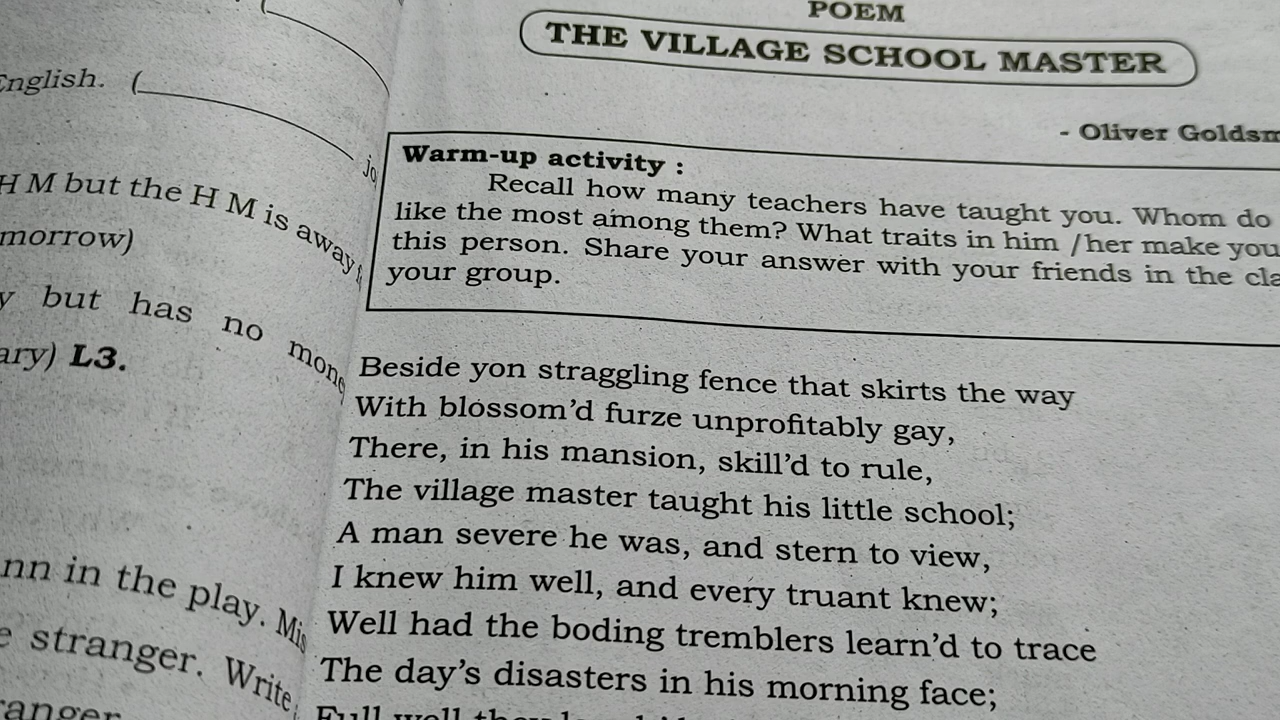 English. (
H M but the H M is away
morrow)
but has no
ary) L3.
nn in the play.
stranger. Write
anger
POEM
THE VILLAGE SCHOOL MASTER
- Oliver Goldsm
Warm-up activity :
Recall how many teachers have taught you. Whom do
like the most among them? What traits in him /her make you
this person. Share your answer with your friends in the cla
your group.
Beside yon straggling fence that skirts the way
With blossom’d furze unprofitably gay,
There, in his mansion, skill’d to rule,
The village master taught his little school;
A man severe he was, and stern to view,
I knew him well, and every truant knew;
Well had the boding tremblers learn’d to trace
The day’s disasters in his morning face;
Full well they